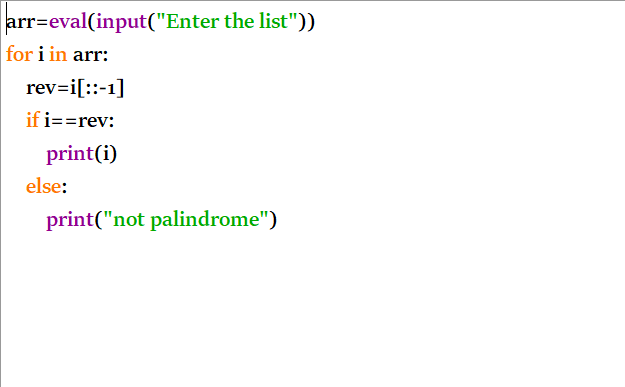 arr=eval(input("Enter the list"))
for i in arr:
    rev=i[::-1]
    if i==rev:
        print(i)
    else:
        print("not palindrome")